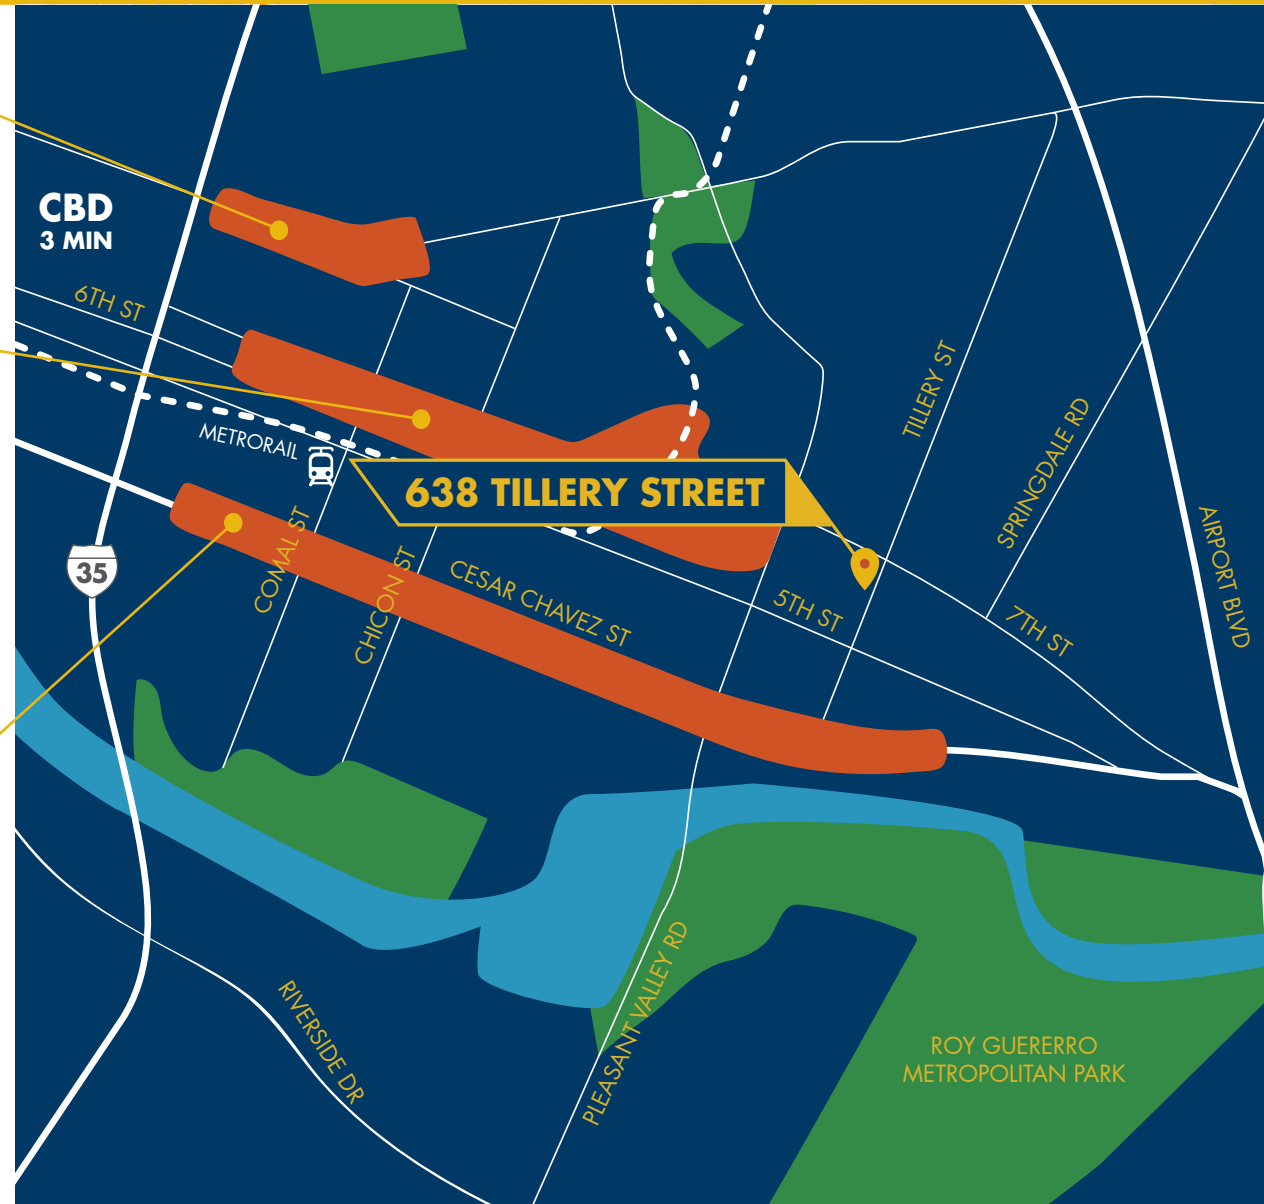 CBD
3 MIN
6TH ST
METRORAIL
638 TILLERY STREET
TILLERY ST
SPRINGDALE RD
AIRPORT BLVD
35
COMAL ST
CHICON ST
CESAR CHAVEZ ST
5TH ST
7TH ST
RIVERSIDE DR
PLEASANT VALLEY RD
ROY GUERERRO
METROPOLITAN PARK